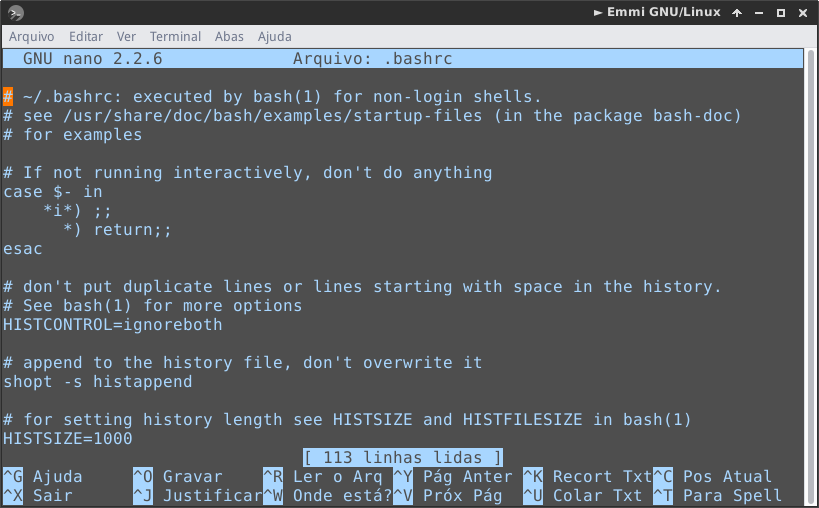 Emmi GNU/Linux
Arquivo Editar Ver Terminal Abas Ajuda
GNU nano 2.2.6 Arquivo: .bashrc
# ~/.bashrc: executed by bash(1) for non-login shells.
# see /usr/share/doc/bash/examples/startup-files (in the package bash-doc)
# for examples
# If not running interactively, don't do anything
case $- in
    *i*) ;;
      *) return;;
esac
# don't put duplicate lines or lines starting with space in the history.
# See bash(1) for more options
HISTCONTROL=ignoreboth
# append to the history file, don't overwrite it
shopt -s histappend
# for setting history length see HISTSIZE and HISTFILESIZE in bash(1)
HISTSIZE=1000
[ 113 linhas lidas ]
^G Ajuda ^O Gravar ^R Ler o Arq ^Y Pág Anter ^K Recort Txt ^C Pos Atual
^X Sair ^J Justificar ^W Onde está? ^V Próx Pág ^U Colar Txt ^T Para Spell